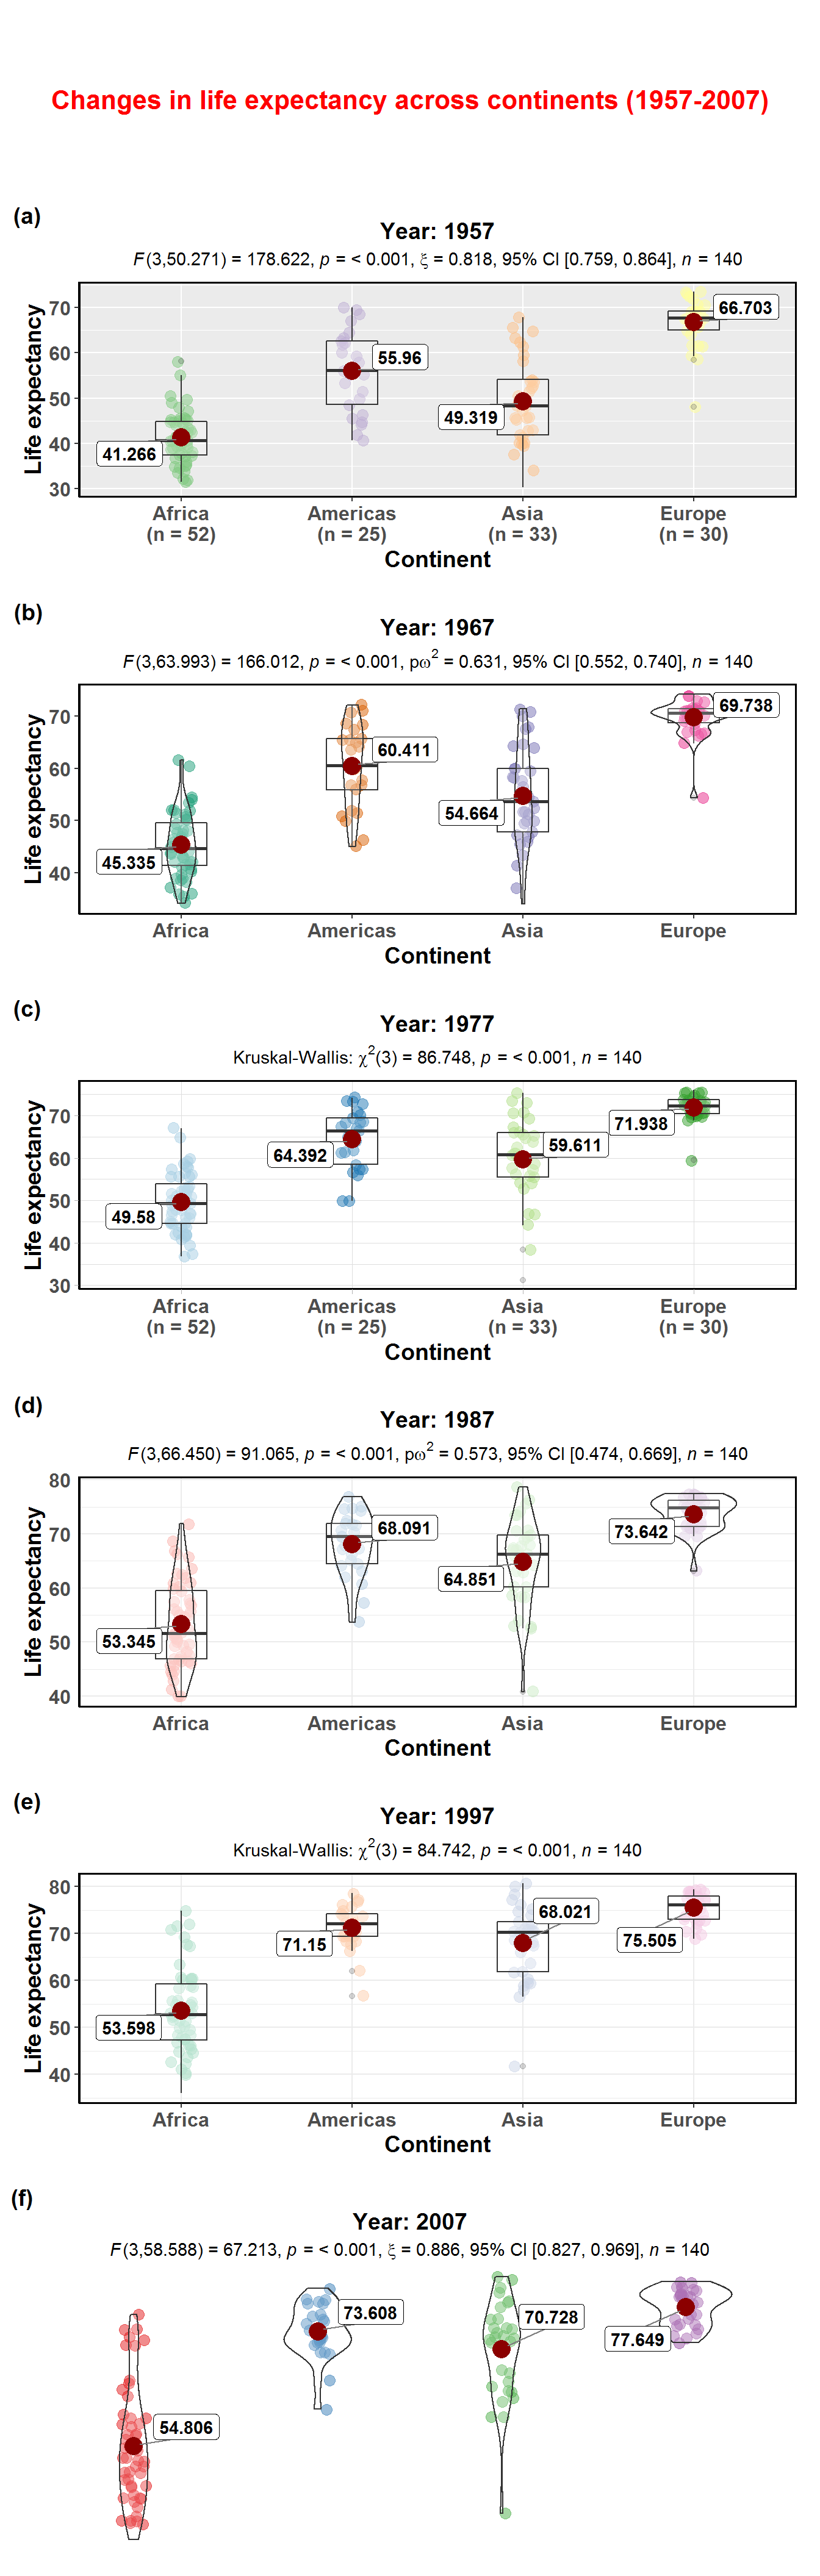 Changes in life expectancy across continents (1957-2007)
(a)
Year: 1957
F(3,50.271) = 178.622, p = < 0.001, ξ = 0.818, 95% CI [0.759, 0.864], n = 140
Life expectancy
70
60
50
40
30
41.266
55.96
49.319
66.703
Africa
(n = 52)
Americas
(n = 25)
Asia
(n = 33)
Europe
(n = 30)
Continent
(b)
Year: 1967
F(3,63.993) = 166.012, p = < 0.001, pω² = 0.631, 95% CI [0.552, 0.740], n = 140
Life expectancy
70
60
50
40
45.335
60.411
54.664
69.738
Africa
Americas
Asia
Europe
Continent
(c)
Year: 1977
Kruskal-Wallis: χ²(3) = 86.748, p = < 0.001, n = 140
Life expectancy
70
60
50
40
30
49.58
64.392
59.611
71.938
Africa
(n = 52)
Americas
(n = 25)
Asia
(n = 33)
Europe
(n = 30)
Continent
(d)
Year: 1987
F(3,66.450) = 91.065, p = < 0.001, pω² = 0.573, 95% CI [0.474, 0.669], n = 140
Life expectancy
80
70
60
50
40
53.345
68.091
64.851
73.642
Africa
Americas
Asia
Europe
Continent
(e)
Year: 1997
Kruskal-Wallis: χ²(3) = 84.742, p = < 0.001, n = 140
Life expectancy
80
70
60
50
40
53.598
71.15
68.021
75.505
Africa
Americas
Asia
Europe
Continent
(f)
Year: 2007
F(3,58.588) = 67.213, p = < 0.001, ξ = 0.886, 95% CI [0.827, 0.969], n = 140
54.806
73.608
70.728
77.649